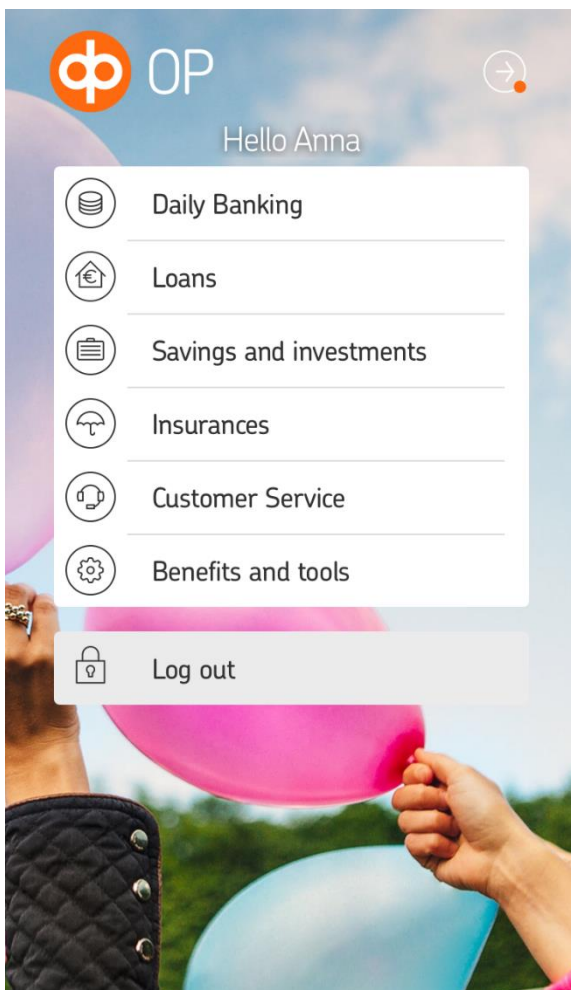 OP
Hello Anna
Daily Banking
Loans
Savings and investments
Insurances
Customer Service
Benefits and tools
Log out